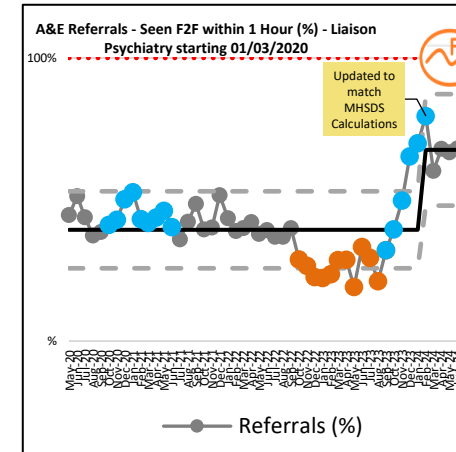 A&E Referrals - Seen F2F within 1 Hour (%) - Liaison
Psychiatry starting 01/03/2020
100%
Updated to
match
MHSDS
Calculations
%
May-20
Jun-20
Jul-20
Aug-20
Sep-20
Oct-20
Nov-20
Dec-20
Jan-21
Feb-21
Mar-21
Apr-21
May-21
Jun-21
Jul-21
Aug-21
Sep-21
Oct-21
Nov-21
Dec-21
Jan-22
Feb-22
Mar-22
Apr-22
May-22
Jun-22
Jul-22
Aug-22
Sep-22
Oct-22
Nov-22
Dec-22
Jan-23
Feb-23
Mar-23
Apr-23
May-23
Jun-23
Jul-23
Aug-23
Sep-23
Oct-23
Nov-23
Dec-23
Jan-24
Feb-24
Mar-24
Apr-24
May-24
Referrals (%)